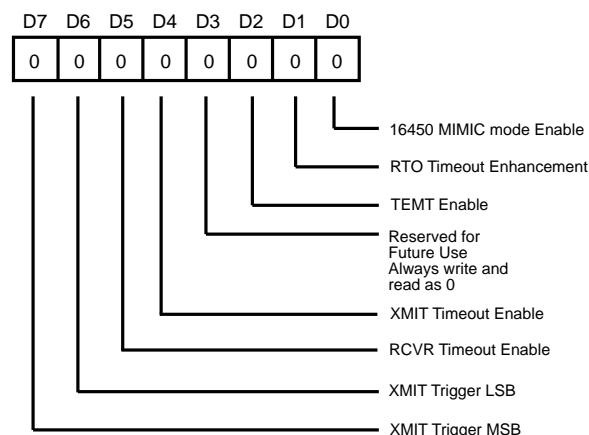 D7 D6 D5 D4 D3 D2 D1 D0
0 0 0 0 0 0 0 0
16450 MIMIC mode Enable
RTO Timeout Enhancement
TEMT Enable
Reserved for
Future Use
Always write and
read as 0
XMIT Timeout Enable
RCVR Timeout Enable
XMIT Trigger LSB
XMIT Trigger MSB